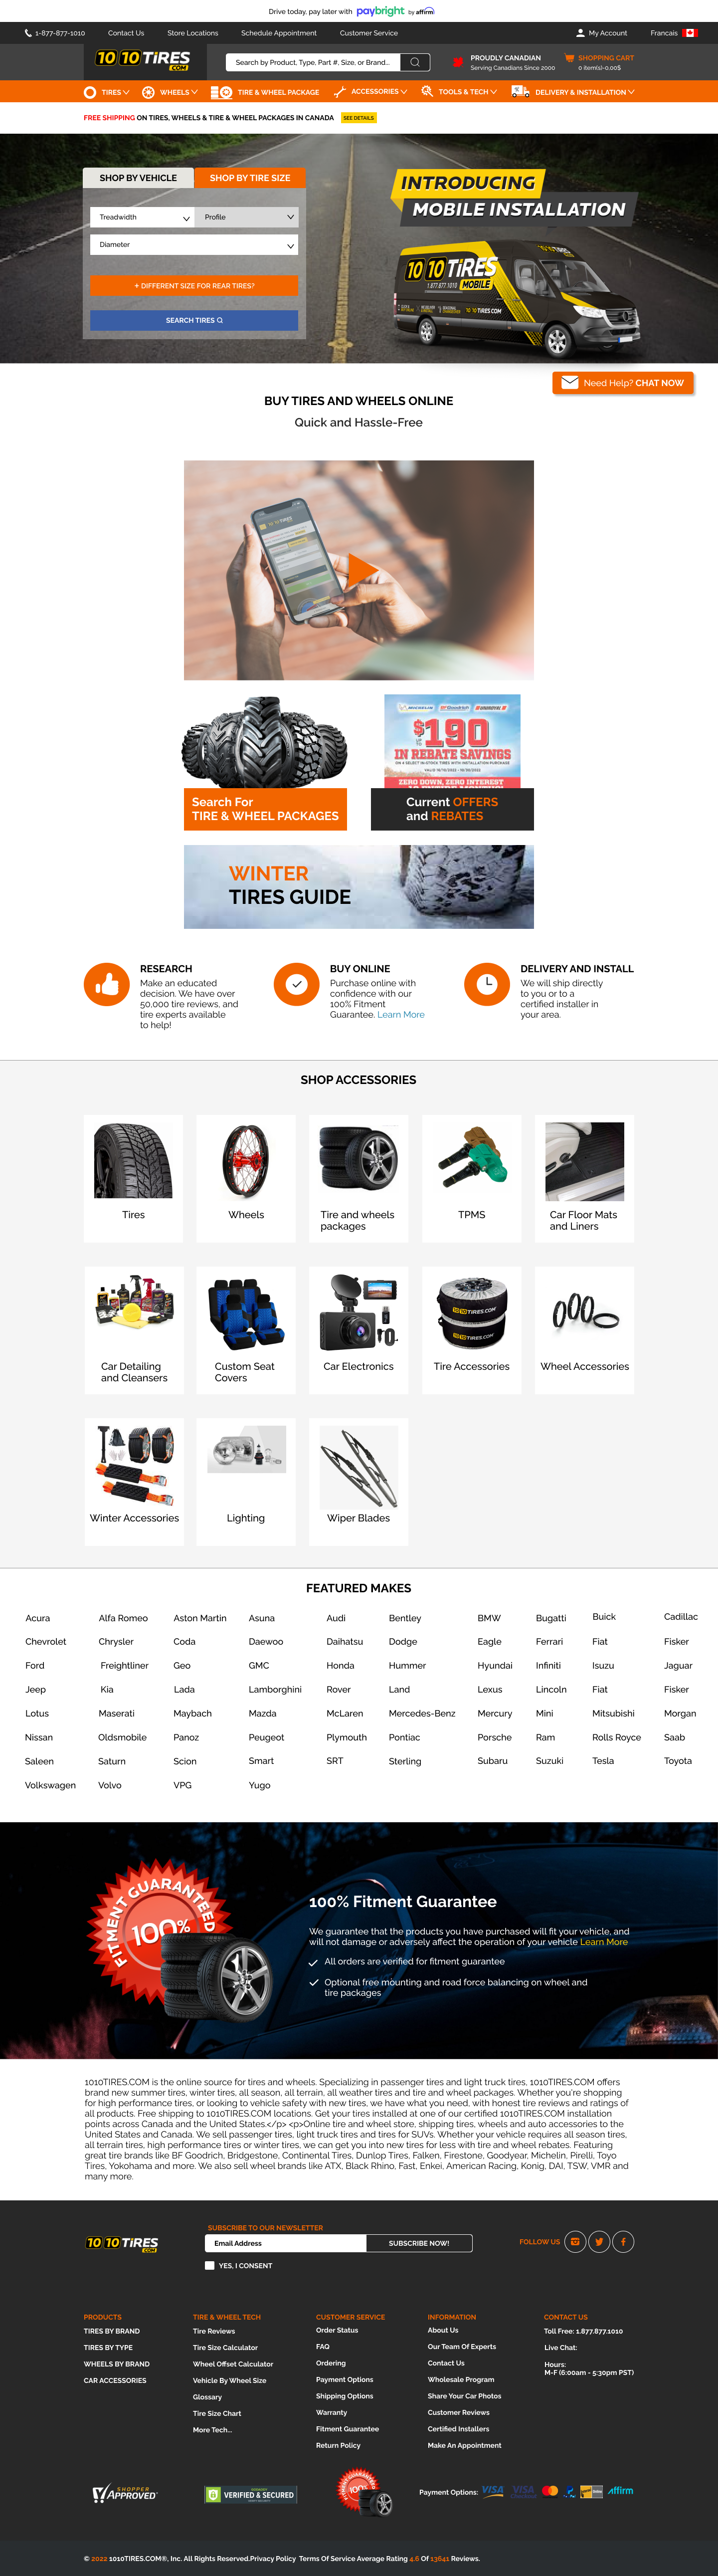 Drive today, pay later with paybright by affirm
1-877-877-1010 Contact Us Store Locations Schedule Appointment Customer Service My Account Francais
1010TIRES
.COM
Search by Product, Type, Part #, Size, or Brand...
PROUDLY CANADIAN
Serving Canadians Since 2000
SHOPPING CART
0 item(s)-0.00$
TIRES WHEELS TIRE & WHEEL PACKAGE ACCESSORIES TOOLS & TECH DELIVERY & INSTALLATION
FREE SHIPPING ON TIRES, WHEELS & TIRE & WHEEL PACKAGES IN CANADA SEE DETAILS
SHOP BY VEHICLE SHOP BY TIRE SIZE
Treadwidth Profile
Diameter
+ DIFFERENT SIZE FOR REAR TIRES?
SEARCH TIRES
INTRODUCING
MOBILE INSTALLATION
1010TIRES
1.877.877.1010 MOBILE
1010TIRES.COM
Need Help? CHAT NOW
BUY TIRES AND WHEELS ONLINE
Quick and Hassle-Free
1010TIRES
Search For
TIRE & WHEEL PACKAGES
MICHELIN BFGoodrich UNIROYAL
$190
IN REBATE SAVINGS
ON A SELECT IN-STOCK TIRES WITH INSTALLATION PURCHASE
ZERO DOWN, ZERO INTEREST
Current OFFERS
and REBATES
WINTER
TIRES GUIDE
RESEARCH
Make an educated
decision. We have over
50,000 tire reviews, and
tire experts available
to help!
BUY ONLINE
Purchase online with
confidence with our
100% Fitment
Guarantee. Learn More
DELIVERY AND INSTALL
We will ship directly
to you or to a
certified installer in
your area.
SHOP ACCESSORIES
Tires
Wheels
Tire and wheels
packages
TPMS
Car Floor Mats
and Liners
Car Detailing
and Cleansers
Custom Seat
Covers
Car Electronics
1010TIRES.COM
1010TIRES.COM
Tire Accessories
Wheel Accessories
Winter Accessories
Lighting
Wiper Blades
FEATURED MAKES
Acura Alfa Romeo Aston Martin Asuna Audi Bentley BMW Bugatti Buick Cadillac
Chevrolet Chrysler Coda Daewoo Daihatsu Dodge Eagle Ferrari Fiat Fisker
Ford Freightliner Geo GMC Honda Hummer Hyundai Infiniti Isuzu Jaguar
Jeep Kia Lada Lamborghini Rover Land Lexus Lincoln Fiat Fisker
Lotus Maserati Maybach Mazda McLaren Mercedes-Benz Mercury Mini Mitsubishi Morgan
Nissan Oldsmobile Panoz Peugeot Plymouth Pontiac Porsche Ram Rolls Royce Saab
Saleen Saturn Scion Smart SRT Sterling Subaru Suzuki Tesla Toyota
Volkswagen Volvo VPG Yugo
FITMENT GUARANTEED
100%
100% Fitment Guarantee
We guarantee that the products you have purchased will fit your vehicle, and
will not damage or adversely affect the operation of your vehicle Learn More
All orders are verified for fitment guarantee
Optional free mounting and road force balancing on wheel and
tire packages
1010TIRES.COM is the online source for tires and wheels. Specializing in passenger tires and light truck tires, 1010TIRES.COM offers
brand new summer tires, winter tires, all season, all terrain, all weather tires and tire and wheel packages. Whether you're shopping
for high performance tires, or looking to vehicle safety with new tires, we have what you need, with honest tire reviews and ratings of
all products. Free shipping to 1010TIRES.COM locations. Get your tires installed at one of our certified 1010TIRES.COM installation
points across Canada and the United States.</p> <p>Online tire and wheel store, shipping tires, wheels and ares auto accessories to the
United States and Canada. We sell passenger tires, light truck tires and tires for SUVs. Whether your vehicle requires all season tires,
all terrain tires, high performance tires or winter tires, we can get you into new tires for less with tire and wheel rebates. Featuring
great tire brands like BF Goodrich, Bridgestone, Continental Tires, Dunlop Tires, Falken, Firestone, Goodyear, Michelin, Pirelli, Toyo
Tires, Yokohama and more. We also sell wheel brands like ATX, Black Rhino, Fast, Enkei, American Racing, Konig, DAI, TSW, VMR and
many more.
1010TIRES
.COM
SUBSCRIBE TO OUR NEWSLETTER
Email Address SUBSCRIBE NOW!
YES, I CONSENT
FOLLOW US
PRODUCTS
TIRES BY BRAND
TIRES BY TYPE
WHEELS BY BRAND
CAR ACCESSORIES
TIRE & WHEEL TECH
Tire Reviews
Tire Size Calculator
Wheel Offset Calculator
Vehicle By Wheel Size
Glossary
Tire Size Chart
More Tech...
CUSTOMER SERVICE
Order Status
FAQ
Ordering
Payment Options
Shipping Options
Warranty
Fitment Guarantee
Return Policy
INFORMATION
About Us
Our Team Of Experts
Contact Us
Wholesale Program
Share Your Car Photos
Customer Reviews
Certified Installers
Make An Appointment
CONTACT US
Toll Free: 1.877.877.1010
Live Chat:
Hours:
M-F (6:00am - 5:30pm PST)
SHOPPER
APPROVED
VERIFIED & SECURED
100%
Payment Options: VISA VISA affirm
© 2022 1010TIRES.COM®, Inc. All Rights Reserved.Privacy Policy Terms Of Service Average Rating 4.6 Of 13641 Reviews.